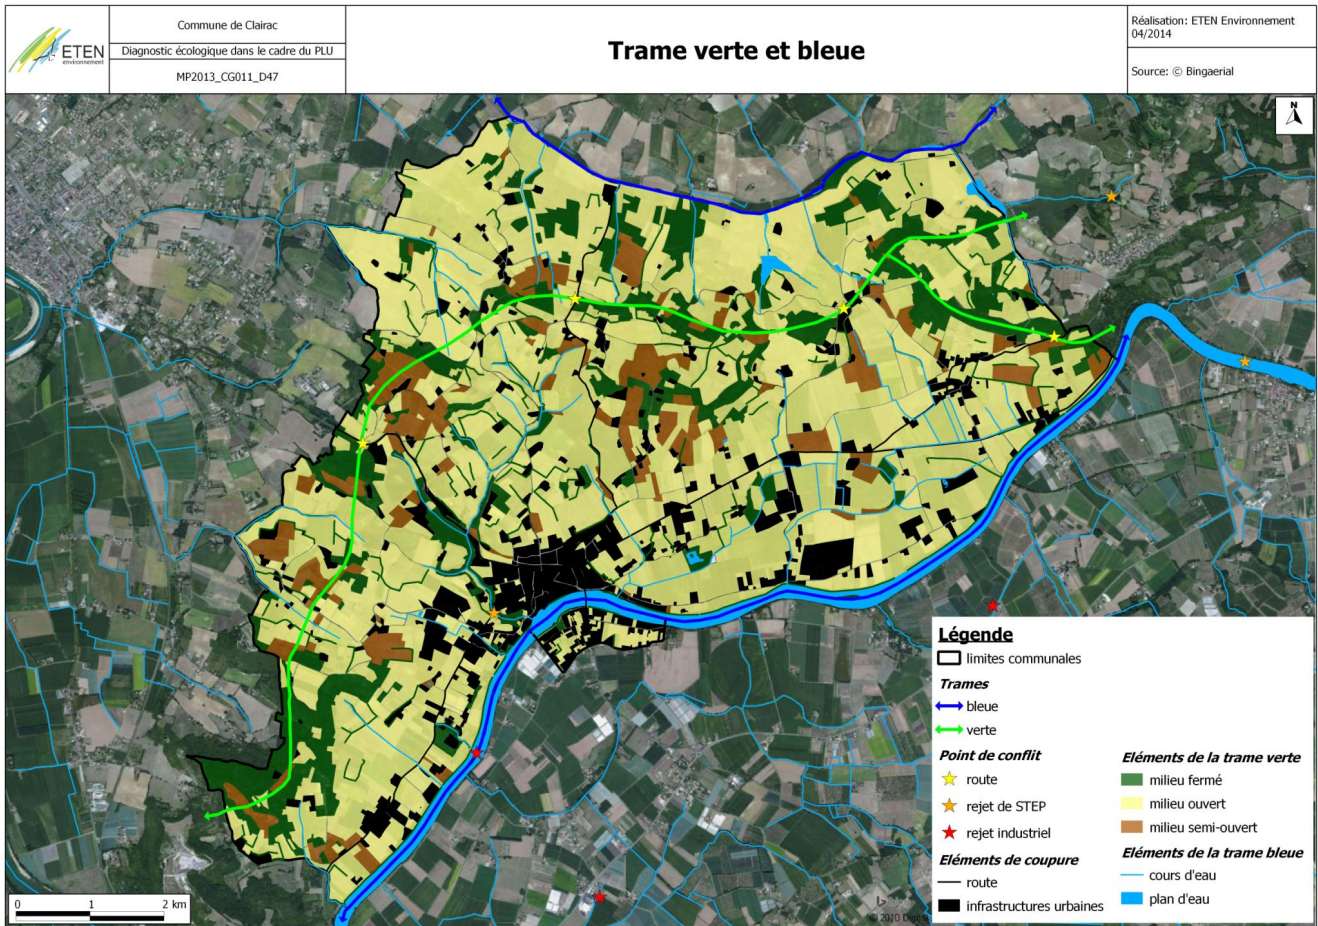 ETEN
environnement
Commune de Clairac
Diagnostic écologique dans le cadre du PLU
MP2013_CG011_D47
Trame verte et bleue
Réalisation: ETEN Environnement
04/2014
Source: © Bingaerial
N
Légende
limites communales
Trames
bleue
verte
Point de conflit
route
rejet de STEP
rejet industriel
Eléments de coupure
route
infrastructures urbaines
Eléments de la trame verte
milieu fermé
milieu ouvert
milieu semi-ouvert
Eléments de la trame bleue
cours d'eau
plan d'eau
0 1 2 km